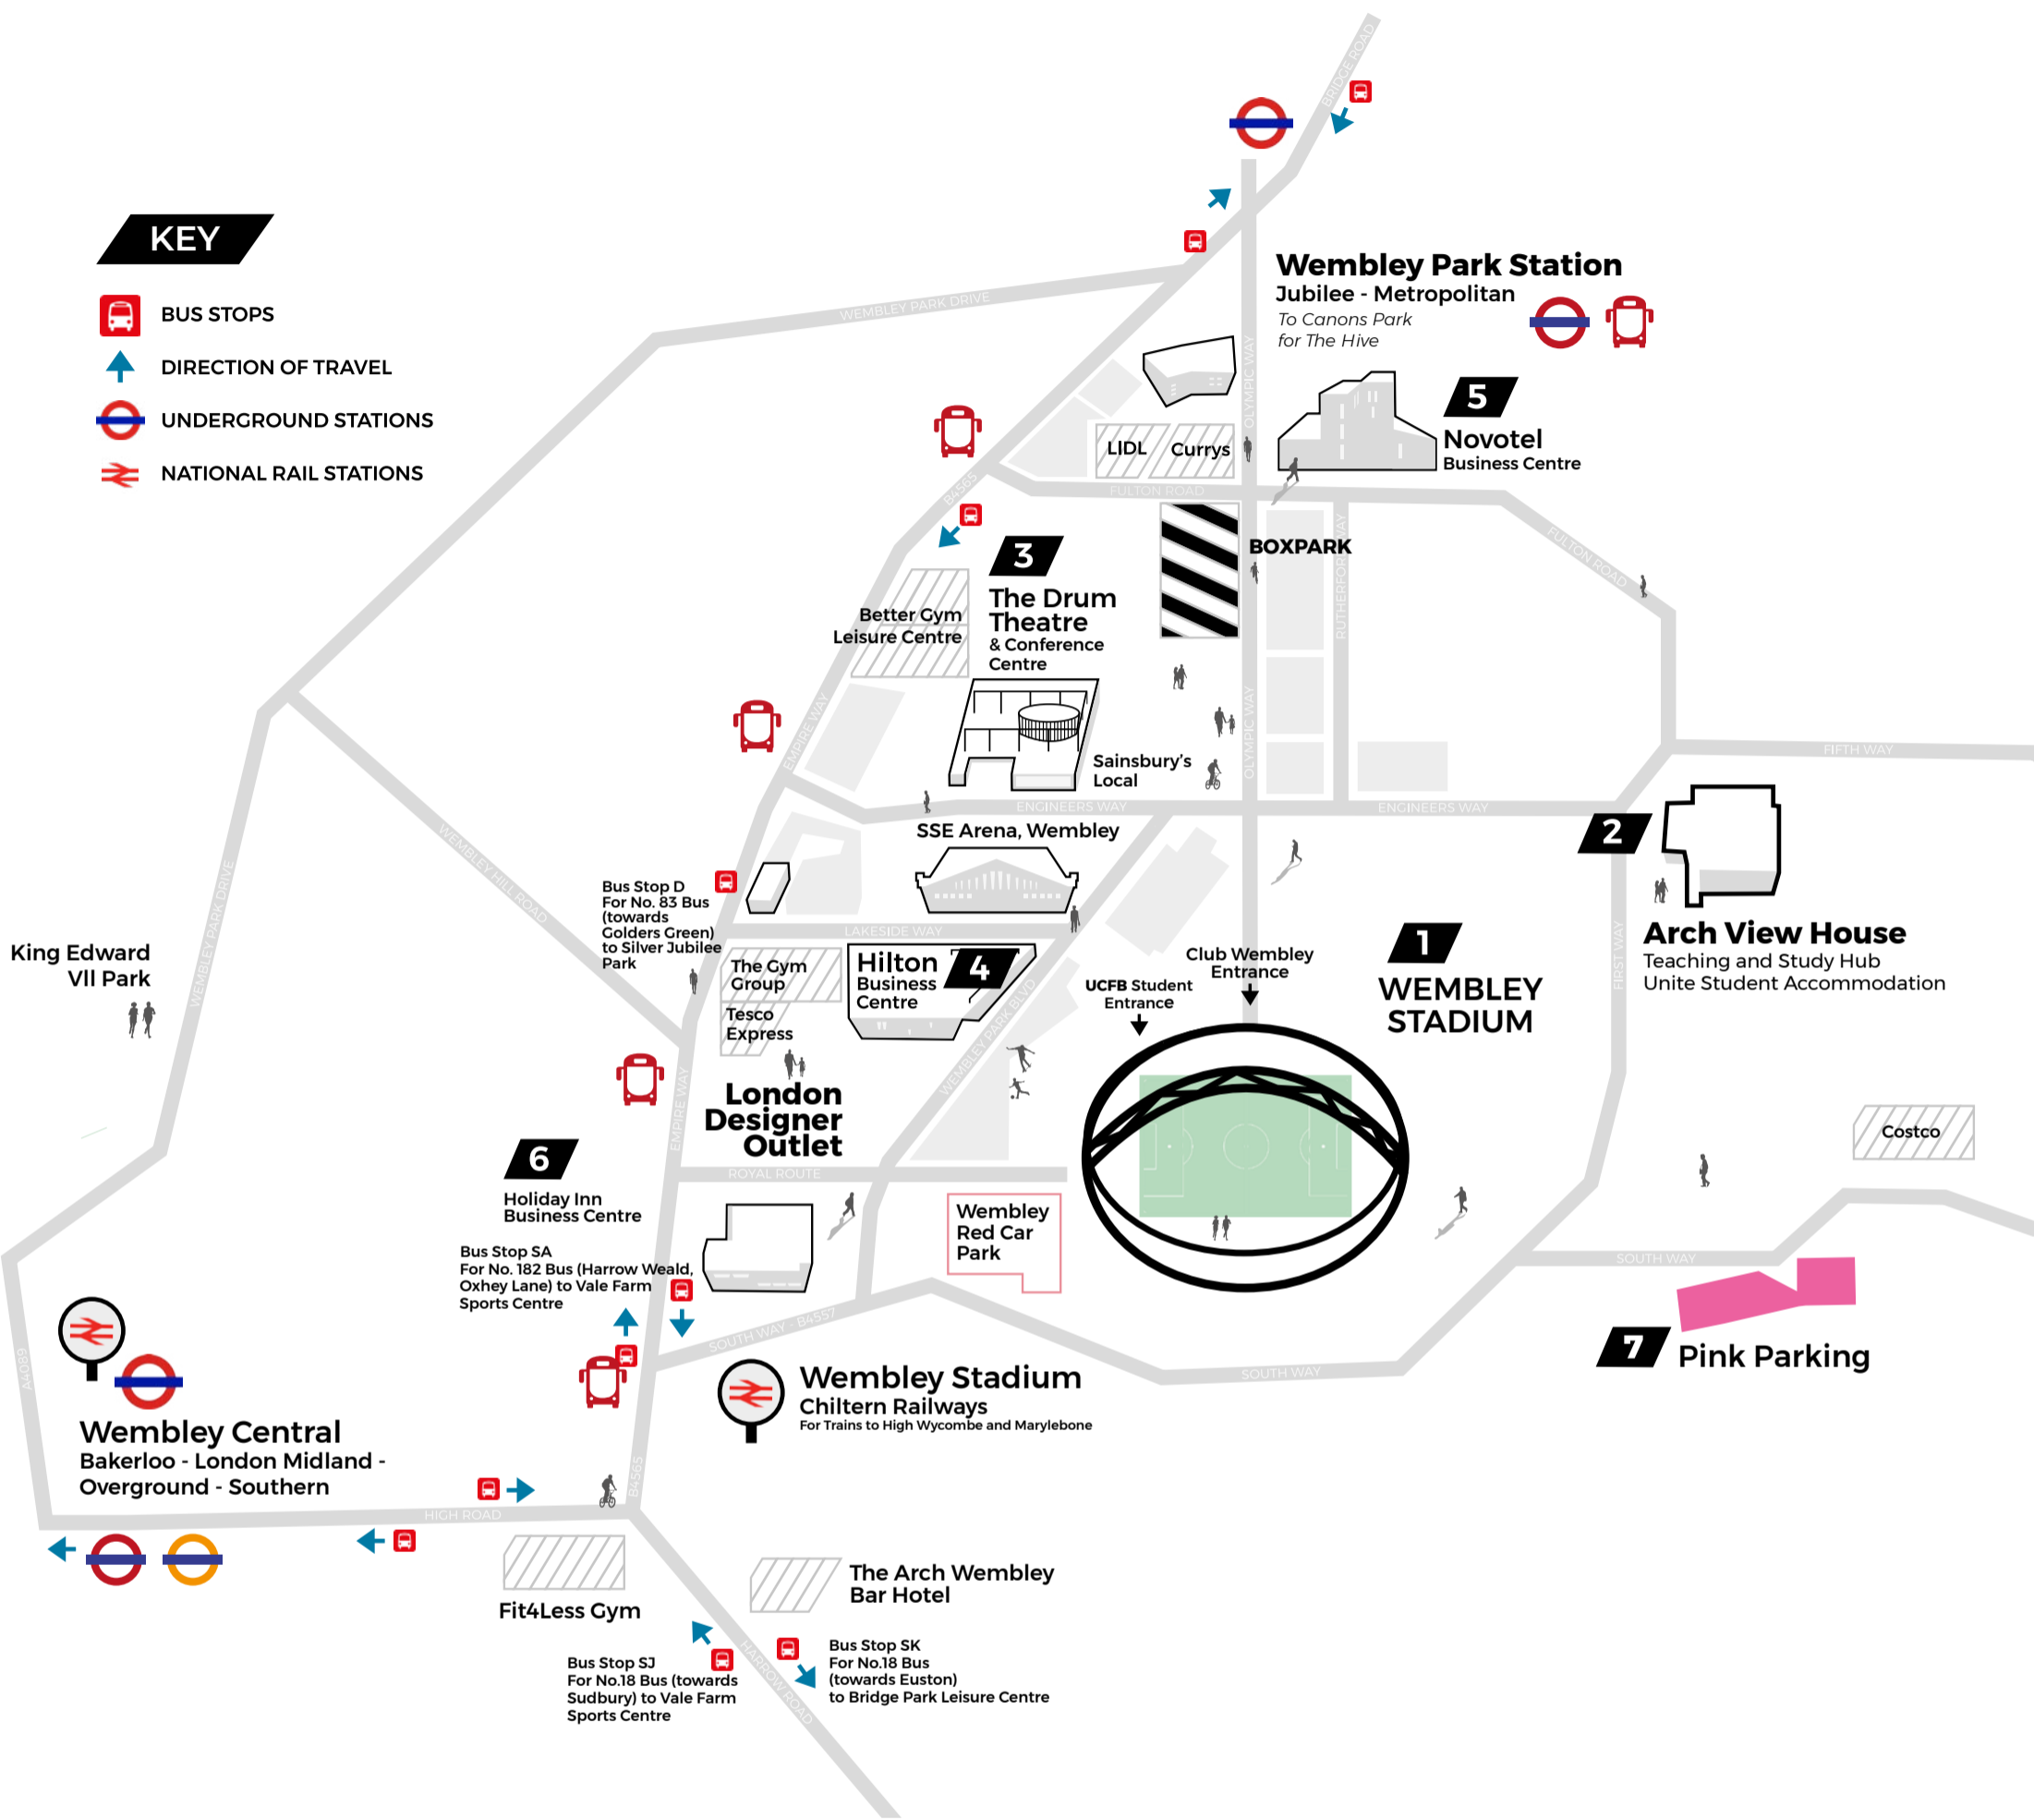 BRIDGE ROAD
KEY
BUS STOPS
DIRECTION OF TRAVEL
UNDERGROUND STATIONS
NATIONAL RAIL STATIONS
Wembley Park Station
Jubilee - Metropolitan
To Canons Park
for The Hive
WEMBLEY PARK DRIVE
OLYMPIC WAY
5
Novotel
Business Centre
LIDL
Currys
B4565
FULTON ROAD
FULTON ROAD
BOXPARK
RUTHERFORD WAY
3
The Drum
Theatre
& Conference
Centre
Better Gym
Leisure Centre
EMPIRE WAY
OLYMPIC WAY
Sainsbury's
Local
FIFTH WAY
ENGINEERS WAY
ENGINEERS WAY
SSE Arena, Wembley
2
Arch View House
Teaching and Study Hub
Unite Student Accommodation
FIRST WAY
WEMBLEY HILL ROAD
WEMBLEY PARK DRIVE
King Edward
Vll Park
Bus Stop D
For No. 83 Bus
(towards
Golders Green)
to Silver Jubilee
Park
LAKESIDE WAY
The Gym
Group
Tesco
Express
Hilton
Business
Centre
4
WEMBLEY PARK BLVD
Club Wembley
Entrance
UCFB Student
Entrance
1
WEMBLEY
STADIUM
London
Designer
Outlet
EMPIRE WAY
ROYAL ROUTE
Costco
6
Holiday Inn
Business Centre
Bus Stop SA
For No. 182 Bus (Harrow Weald,
Oxhey Lane) to Vale Farm
Sports Centre
Wembley
Red Car
Park
SOUTH WAY
SOUTH WAY - B4557
SOUTH WAY
7
Pink Parking
A4089
Wembley Central
Bakerloo - London Midland -
Overground - Southern
Wembley Stadium
Chiltern Railways
For Trains to High Wycombe and Marylebone
B4565
HIGH ROAD
Fit4Less Gym
The Arch Wembley
Bar Hotel
Bus Stop SJ
For No.18 Bus (towards
Sudbury) to Vale Farm
Sports Centre
HARROW ROAD
Bus Stop SK
For No.18 Bus
(towards Euston)
to Bridge Park Leisure Centre